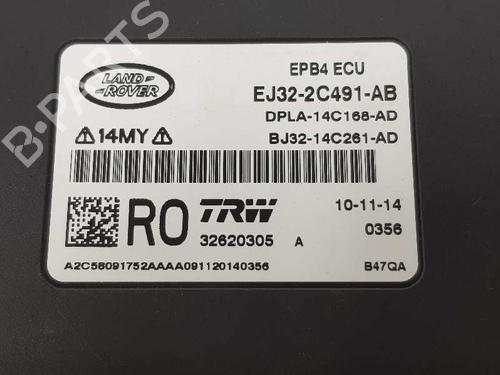 B-PARTS
LAND ROVER
EPB4 ECU
EJ32-2C491-AB
DPLA-14C168-AD
14MY BJ32-14C261-AD
RO TRW 10-11-14
32620305 A 0356
A2C58091752AAAA091120140356 B47QA